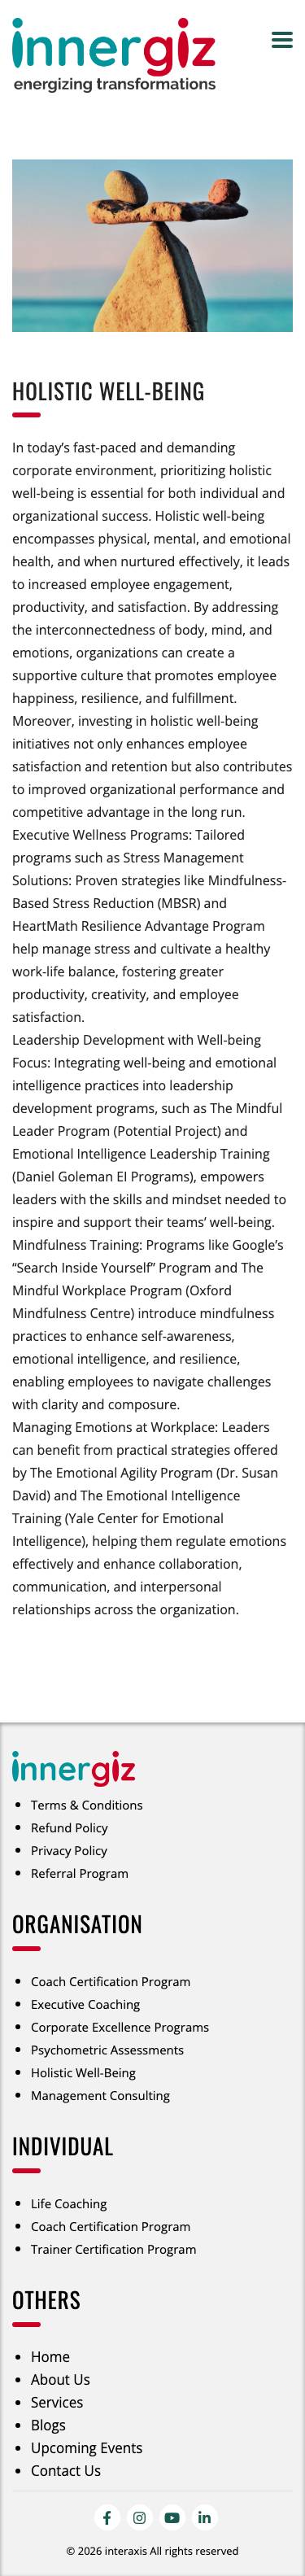 innergiz
energizing transformations
HOLISTIC WELL-BEING
In today’s fast-paced and demanding
corporate environment, prioritizing holistic
well-being is essential for both individual and
organizational success. Holistic well-being
encompasses physical, mental, and emotional
health, and when nurtured effectively, it leads
to increased employee engagement,
productivity, and satisfaction. By addressing
the interconnectedness of body, mind, and
emotions, organizations can create a
supportive culture that promotes employee
happiness, resilience, and fulfillment.
Moreover, investing in holistic well-being
initiatives not only enhances employee
satisfaction and retention but also contributes
to improved organizational performance and
competitive advantage in the long run.
Executive Wellness Programs: Tailored
programs such as Stress Management
Solutions: Proven strategies like Mindfulness-
Based Stress Reduction (MBSR) and
HeartMath Resilience Advantage Program
help manage stress and cultivate a healthy
work-life balance, fostering greater
productivity, creativity, and employee
satisfaction.
Leadership Development with Well-being
Focus: Integrating well-being and emotional
intelligence practices into leadership
development programs, such as The Mindful
Leader Program (Potential Project) and
Emotional Intelligence Leadership Training
(Daniel Goleman EI Programs), empowers
leaders with the skills and mindset needed to
inspire and support their teams’ well-being.
Mindfulness Training: Programs like Google’s
“Search Inside Yourself” Program and The
Mindful Workplace Program (Oxford
Mindfulness Centre) introduce mindfulness
practices to enhance self-awareness,
emotional intelligence, and resilience,
enabling employees to navigate challenges
with clarity and composure.
Managing Emotions at Workplace: Leaders
can benefit from practical strategies offered
by The Emotional Agility Program (Dr. Susan
David) and The Emotional Intelligence
Training (Yale Center for Emotional
Intelligence), helping them regulate emotions
effectively and enhance collaboration,
communication, and interpersonal
relationships across the organization.
innergiz
• Terms & Conditions
• Refund Policy
• Privacy Policy
• Referral Program
ORGANISATION
• Coach Certification Program
• Executive Coaching
• Corporate Excellence Programs
• Psychometric Assessments
• Holistic Well-Being
• Management Consulting
INDIVIDUAL
• Life Coaching
• Coach Certification Program
• Trainer Certification Program
OTHERS
• Home
• About Us
• Services
• Blogs
• Upcoming Events
• Contact Us
© 2026 interaxis All rights reserved